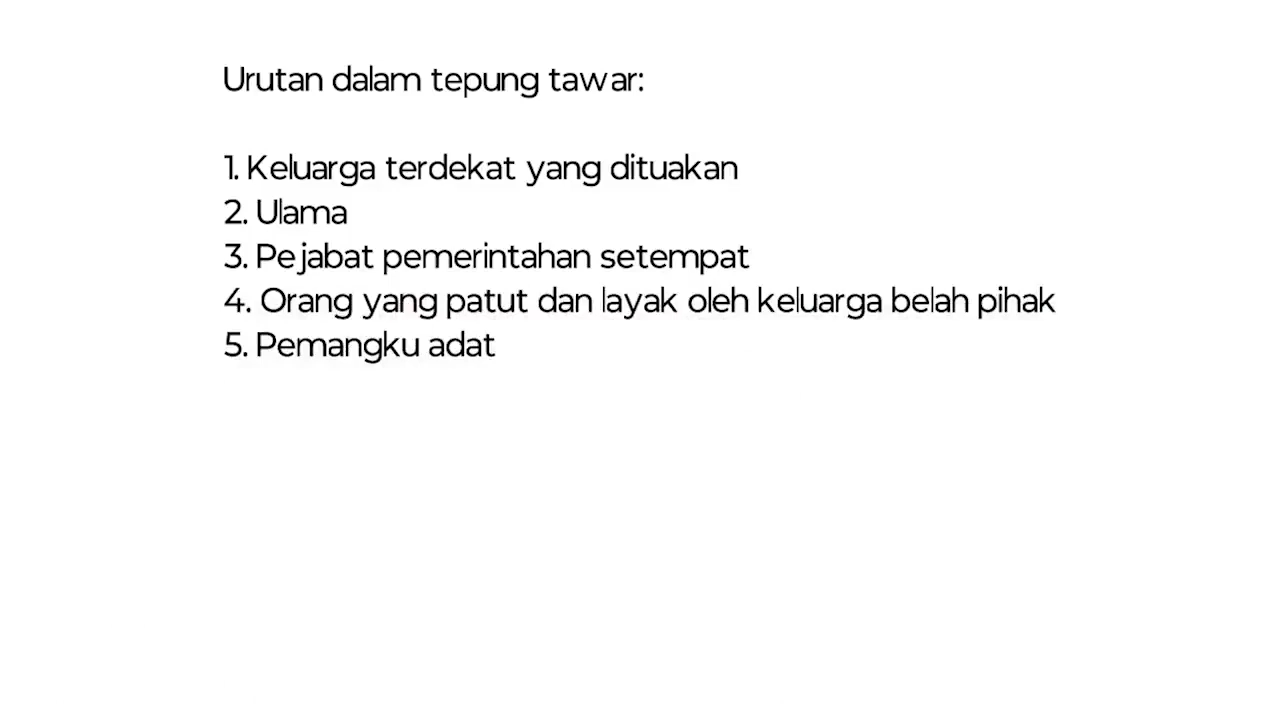 Urutan dalam tepung tawar:
1. Keluarga terdekat yang dituakan
2. Ulama
3. Pejabat pemerintahan setempat
4. Orang yang patut dan layak oleh keluarga belah pihak
5. Pemangku adat